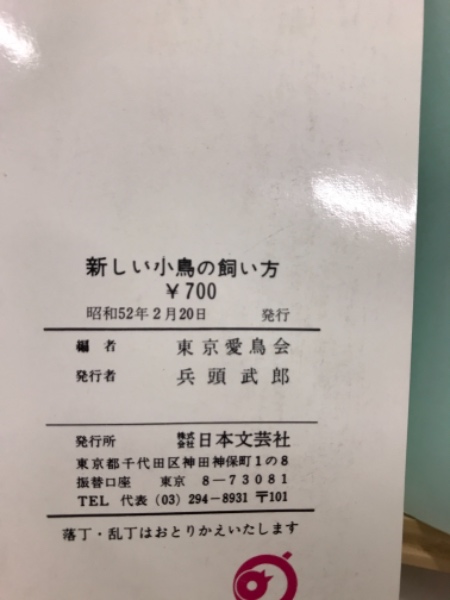 新しい小鳥の飼い方
￥700
昭和52年2月20日 発行
編者 東京愛鳥会
発行者 兵頭武郎
発行所 株式会社日本文芸社
東京都千代田区神田神保町1の8
振替口座 東京 8―73081
TEL 代表(03)294-8931 〒101
落丁・乱丁はおとりかえいたします